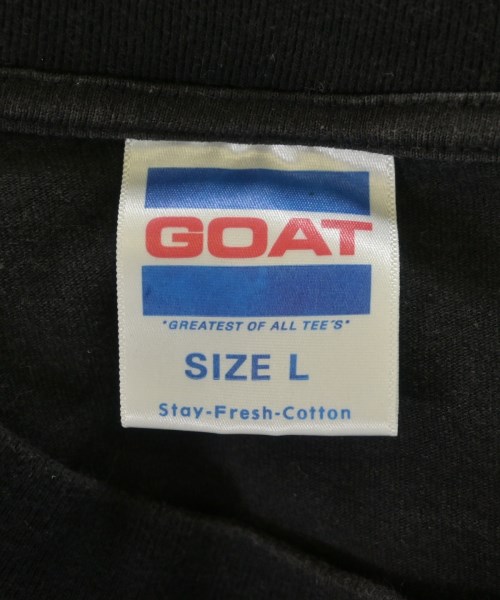 GOAT
"GREATEST OF ALL TEE'S"
SIZE L
Stay-Fresh-Cotton